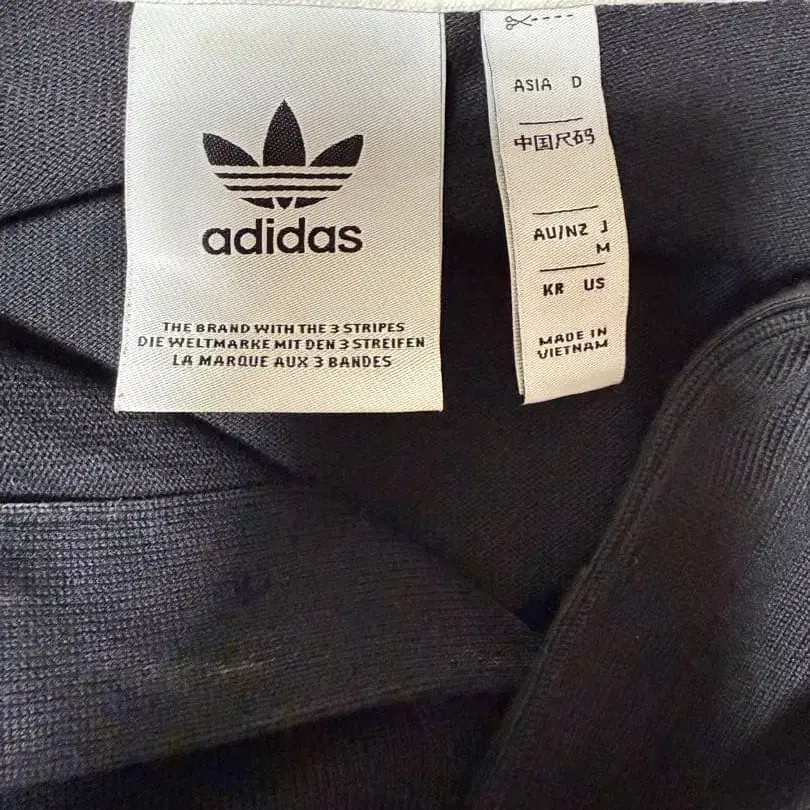 adidas
THE BRAND WITH THE 3 STRIPES
DIE WELTMARKE MIT DEN 3 STREIFEN
LA MARQUE AUX 3 BANDES
ASIA D
中国尺码
AU/NZ J
M
KR US
MADE IN
VIETNAM